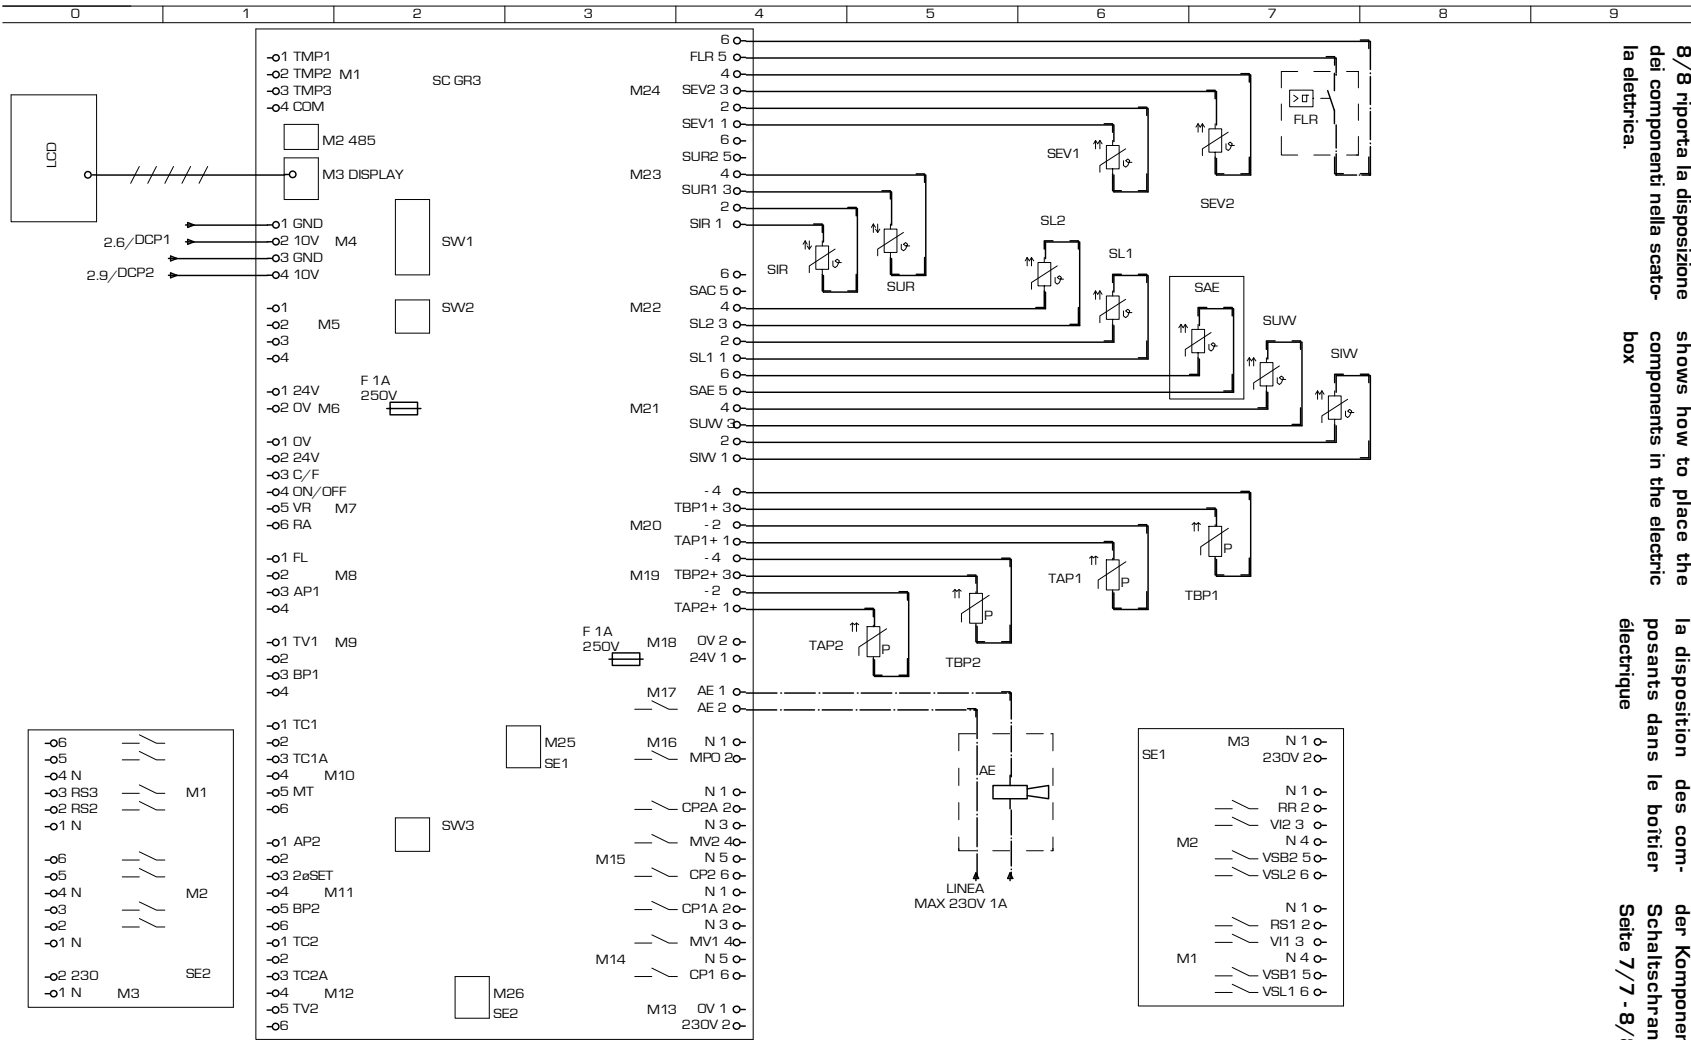 0 1 2 3 4 5 6 7 8 9
LCD
2.6/DCP1
2.9/DCP2
SC GR3
1 TMP1
2 TMP2 M1
3 TMP3
4 COM
M2 485
M3 DISPLAY
1 GND
2 10V M4
3 GND
4 10V
SW1
1
2 M5
3
4
SW2
1 24V
2 0V M6
F 1A
250V
1 0V
2 24V
3 C/F
4 ON/OFF
5 VR M7
6 RA
1 FL
2 M8
3 AP1
4
1 TV1 M9
2
3 BP1
4
1 TC1
2
3 TC1A
4 M10
5 MT
6
1 AP2
2
3 2øSET
4 M11
5 BP2
6
1 TC2
2
3 TC2A
4 M12
5 TV2
6
M25
SE1
SW3
M26
SE2
6
FLR 5
4
M24 SEV2 3
2
SEV1 1
6
SUR2 5
M23 4
SUR1 3
2
SIR 1
6
SAC 5
M22 4
SL2 3
2
SL1 1
6
SAE 5
M21 4
SUW 3
2
SIW 1
- 4
TBP1+ 3
M20 - 2
TAP1+ 1
- 4
M19 TBP2+ 3
- 2
TAP2+ 1
F 1A
250V
M18 0V 2
24V 1
M17 AE 1
AE 2
M16 N 1
MPO 2
N 1
CP2A 2
N 3
MV2 4
M15 N 5
CP2 6
N 1
CP1A 2
N 3
MV1 4
M14 N 5
CP1 6
M13 0V 1
230V 2
FLR
SEV1
SEV2
SIR
SUR
SL2
SL1
SAE
SUW
SIW
TAP1
P
TBP1
P
TAP2
P
TBP2
P
AE
LINEA
MAX 230V 1A
6
5
4 N
3 RS3 M1
2 RS2
1 N
6
5
4 N M2
3
2
1 N
2 230 SE2
1 N M3
SE1
M3 N 1
230V 2
N 1
RR 2
VI2 3
M2 N 4
VSB2 5
VSL2 6
N 1
RS1 2
VI1 3
M1 N 4
VSB1 5
VSL1 6
8/8 riporta la disposizione
dei componenti nella scato-
la elettrica.
shows how to place the
components in the electric
box
la disposition des com-
posants dans le boîtier
électrique
der Komponen
Schaltschran
Seite 7/7 - 8/8